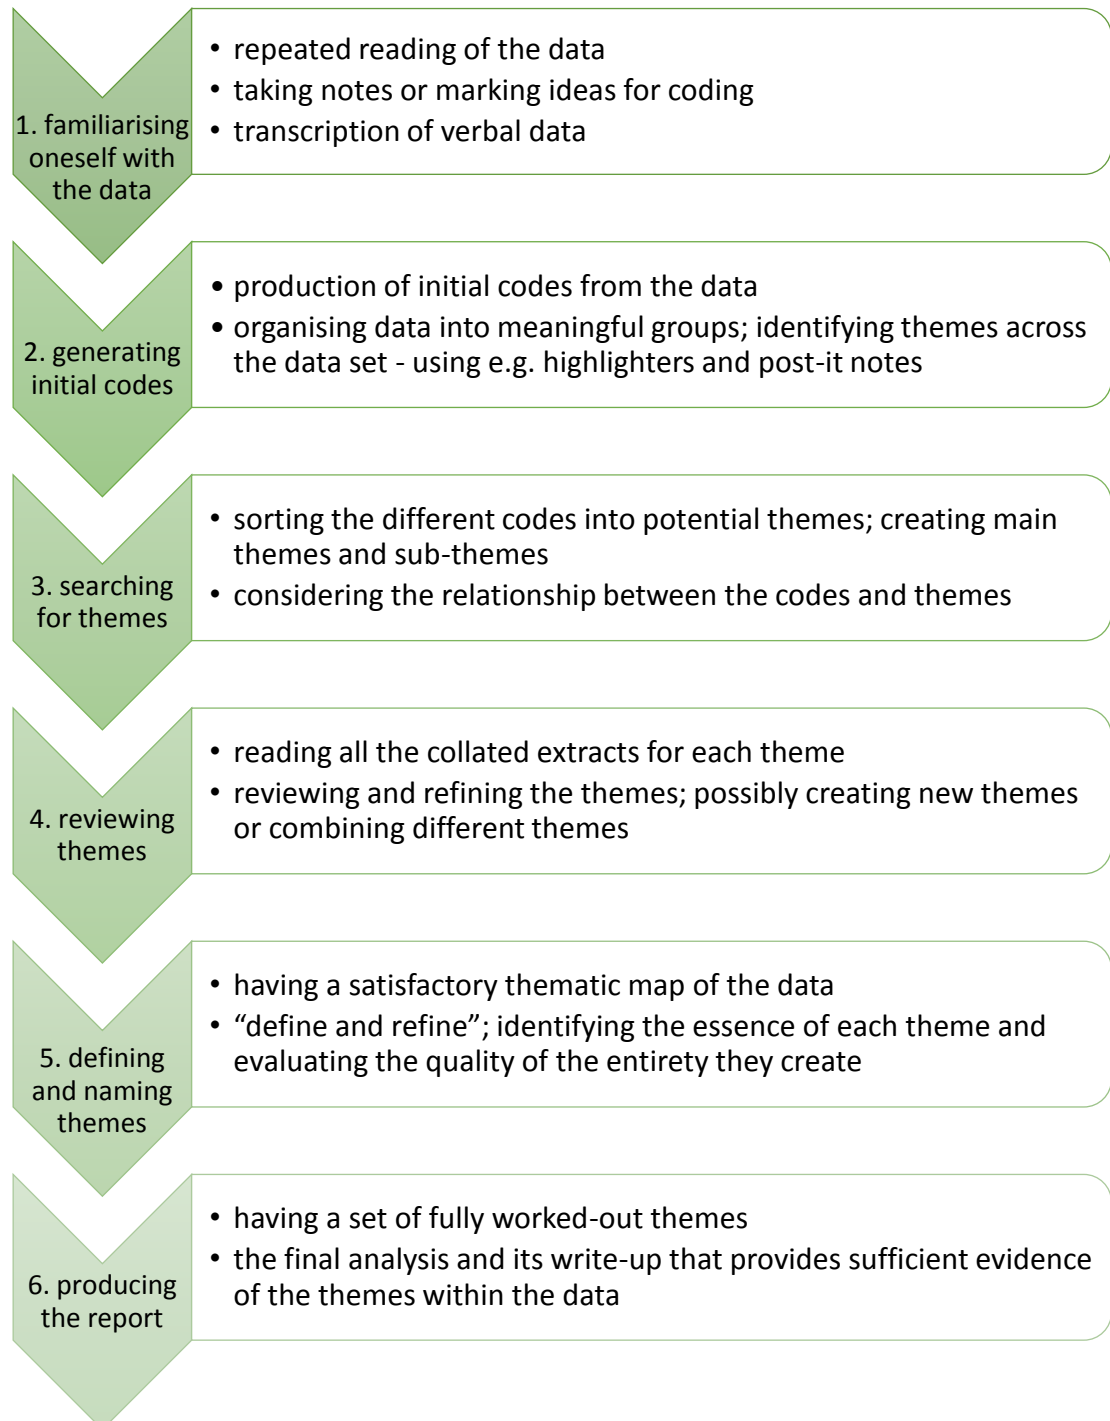 1. familiarising
oneself with
the data
• repeated reading of the data
• taking notes or marking ideas for coding
• transcription of verbal data
2. generating
initial codes
• production of initial codes from the data
• organising data into meaningful groups; identifying themes across
the data set - using e.g. highlighters and post-it notes
3. searching
for themes
• sorting the different codes into potential themes; creating main
themes and sub-themes
• considering the relationship between the codes and themes
4. reviewing
themes
• reading all the collated extracts for each theme
• reviewing and refining the themes; possibly creating new themes
or combining different themes
5. defining
and naming
themes
• having a satisfactory thematic map of the data
• “define and refine”; identifying the essence of each theme and
evaluating the quality of the entirety they create
6. producing
the report
• having a set of fully worked-out themes
• the final analysis and its write-up that provides sufficient evidence
of the themes within the data